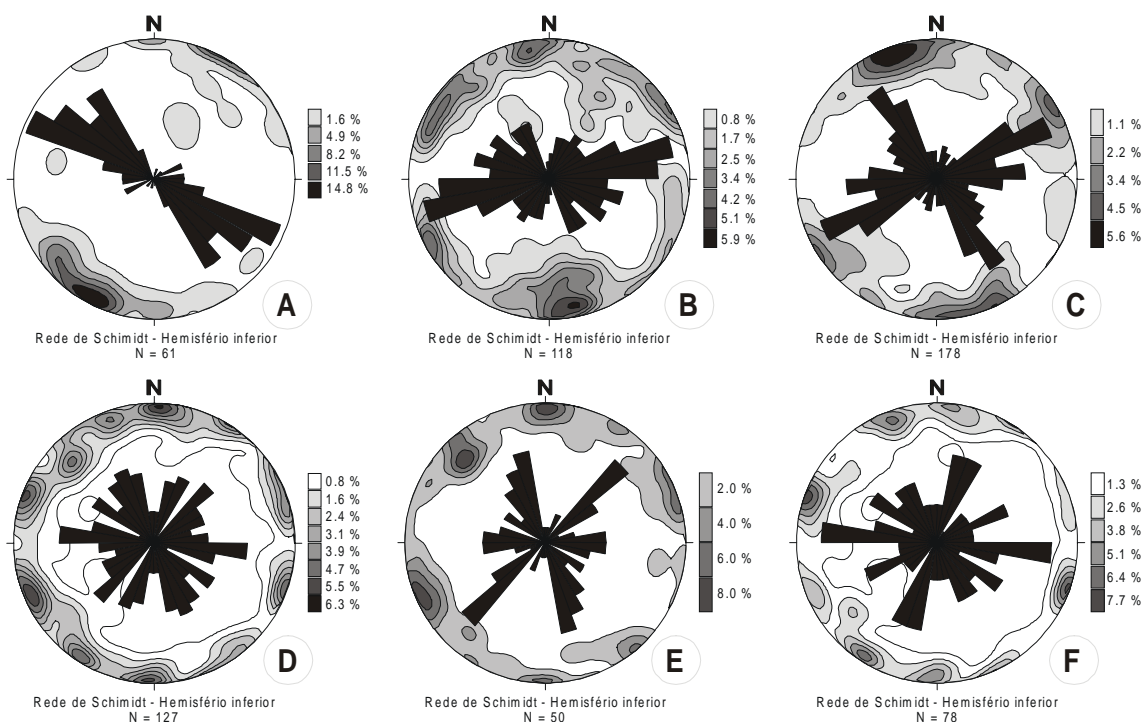 N
1.6 %
4.9 %
8.2 %
11.5 %
14.8 %
A
Rede de Schimidt - Hemisfério inferior
N = 61
N
0.8 %
1.7 %
2.5 %
3.4 %
4.2 %
5.1 %
5.9 %
B
Rede de Schimidt - Hemisfério inferior
N = 118
N
1.1 %
2.2 %
3.4 %
4.5 %
5.6 %
C
Rede de Schimidt - Hemisfério inferior
N = 178
N
0.8 %
1.6 %
2.4 %
3.1 %
3.9 %
4.7 %
5.5 %
6.3 %
D
Rede de Schimidt - Hemisfério inferior
N = 127
N
2.0 %
4.0 %
6.0 %
8.0 %
E
Rede de Schimidt - Hemisfério inferior
N = 50
N
1.3 %
2.6 %
3.8 %
5.1 %
6.4 %
7.7 %
F
Rede de Schimidt - Hemisfério inferior
N = 78